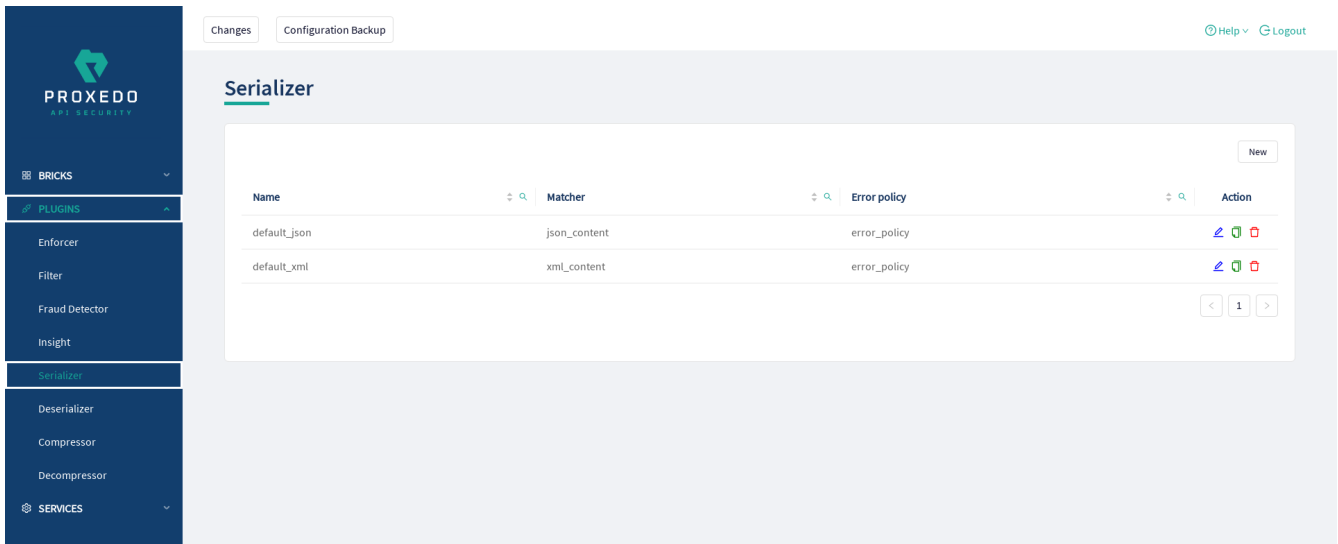 Changes Configuration Backup Help Logout
PROXEDO
API SECURITY
BRICKS
PLUGINS
Enforcer
Filter
Fraud Detector
Insight
Serializer
Deserializer
Compressor
Decompressor
SERVICES
Serializer
New
Name Matcher Error policy Action
default_json json_content error_policy
default_xml xml_content error_policy
< 1 >